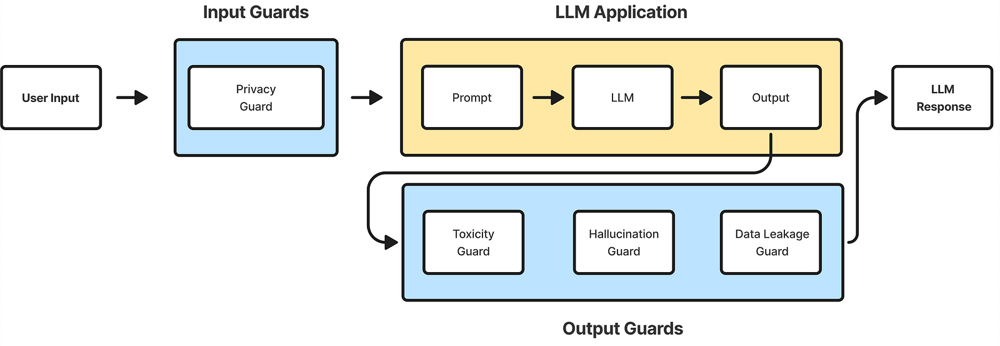 Input Guards
LLM Application
User Input
Privacy
Guard
Prompt
LLM
Output
LLM
Response
Toxicity
Guard
Hallucination
Guard
Data Leakage
Guard
Output Guards